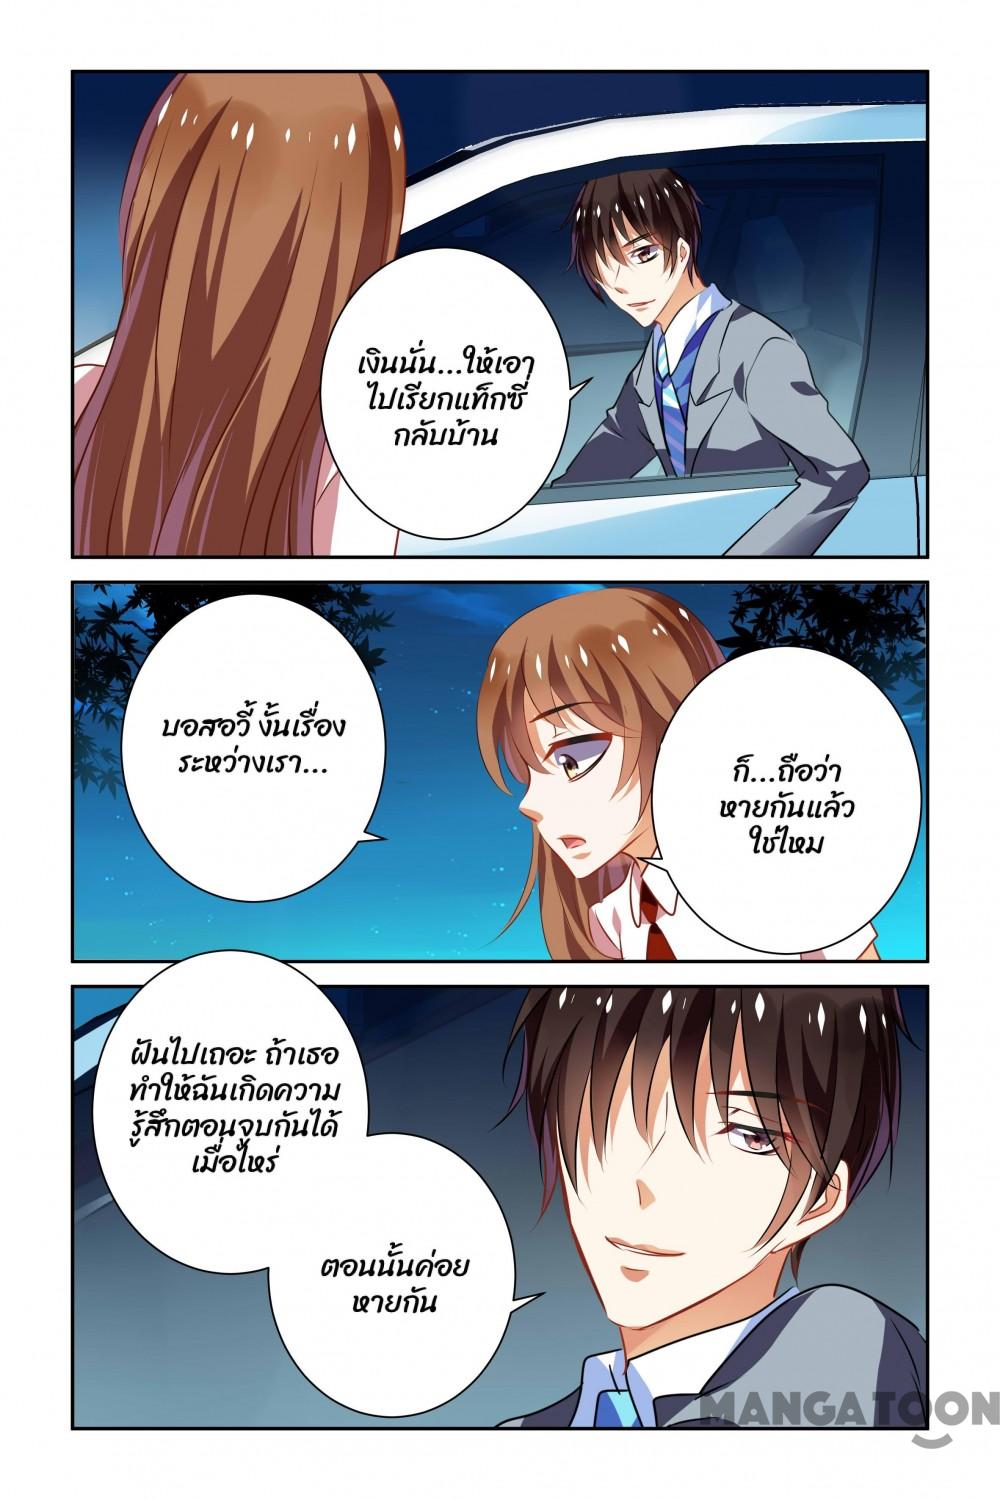 เงินนั่น...ให้เอา
ไปเรียกแท็กซี่
กลับบ้าน
บอสอวี้ งั้นเรื่อง
ระหว่างเรา...
ก็...ถือว่า
หายกันแล้ว
ใช่ไหม
ฝันไปเถอะ ถ้าเธอ
ทำให้ฉันเกิดความ
รู้สึกตอนจูบกันได้
เมื่อไหร่
ตอนนั้นค่อย
หายกัน
MANGATOON